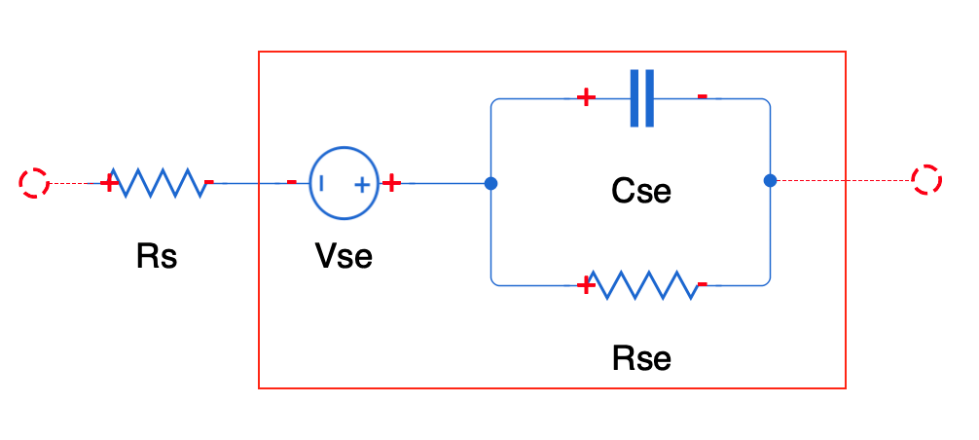 + -
+ - - + +
Cse
Rs Vse
+ -
Rse